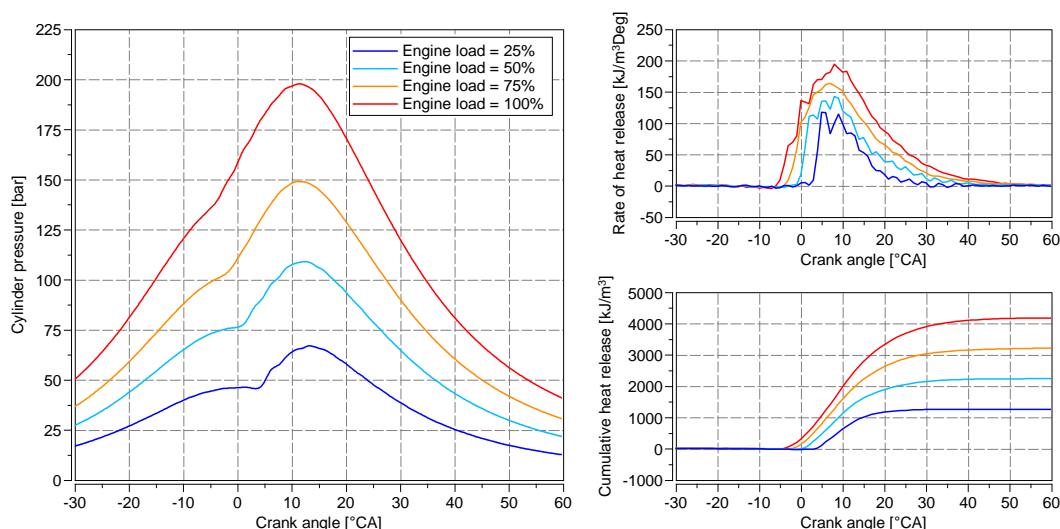 225
200
175
150
125
100
75
50
25
0
Cylinder pressure [bar]
-30 -20 -10 0 10 20 30 40 50 60
Crank angle [°CA]
Engine load = 25%
Engine load = 50%
Engine load = 75%
Engine load = 100%
250
200
150
100
50
0
-50
Rate of heat release [kJ/m³Deg]
-30 -20 -10 0 10 20 30 40 50 60
Crank angle [°CA]
5000
4000
3000
2000
1000
0
-1000
Cumulative heat release [kJ/m³]
-30 -20 -10 0 10 20 30 40 50 60
Crank angle [°CA]